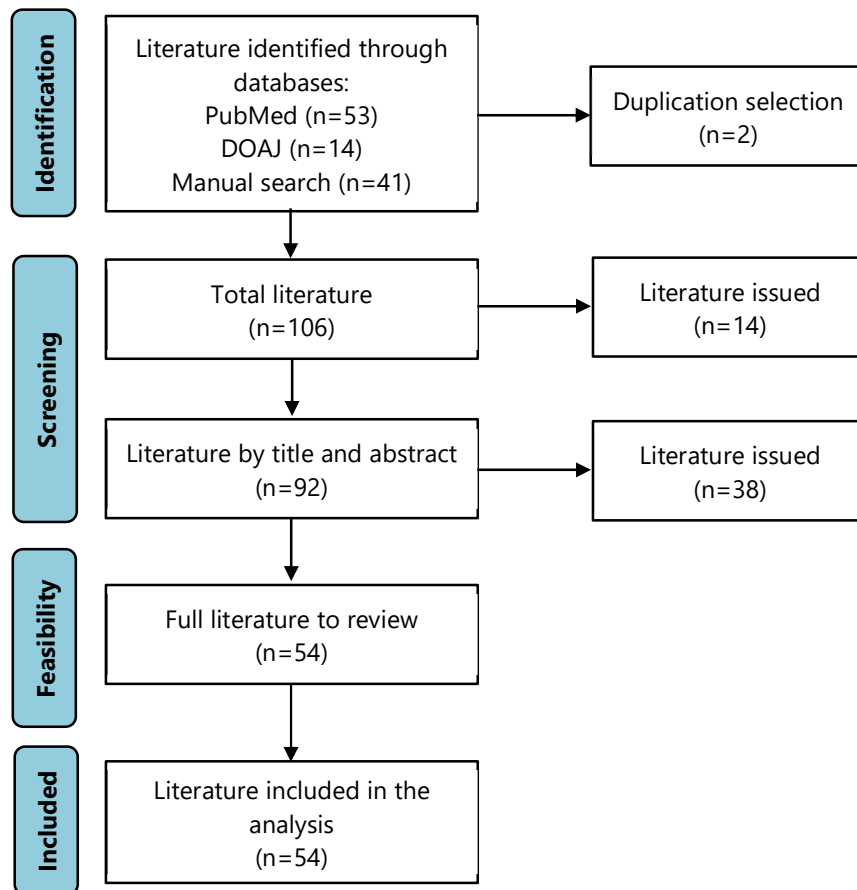 Identification
Literature identified through
databases:
PubMed (n=53)
DOAJ (n=14)
Manual search (n=41)
Duplication selection
(n=2)
Screening
Total literature
(n=106)
Literature issued
(n=14)
Literature by title and abstract
(n=92)
Literature issued
(n=38)
Feasibility
Full literature to review
(n=54)
Included
Literature included in the
analysis
(n=54)